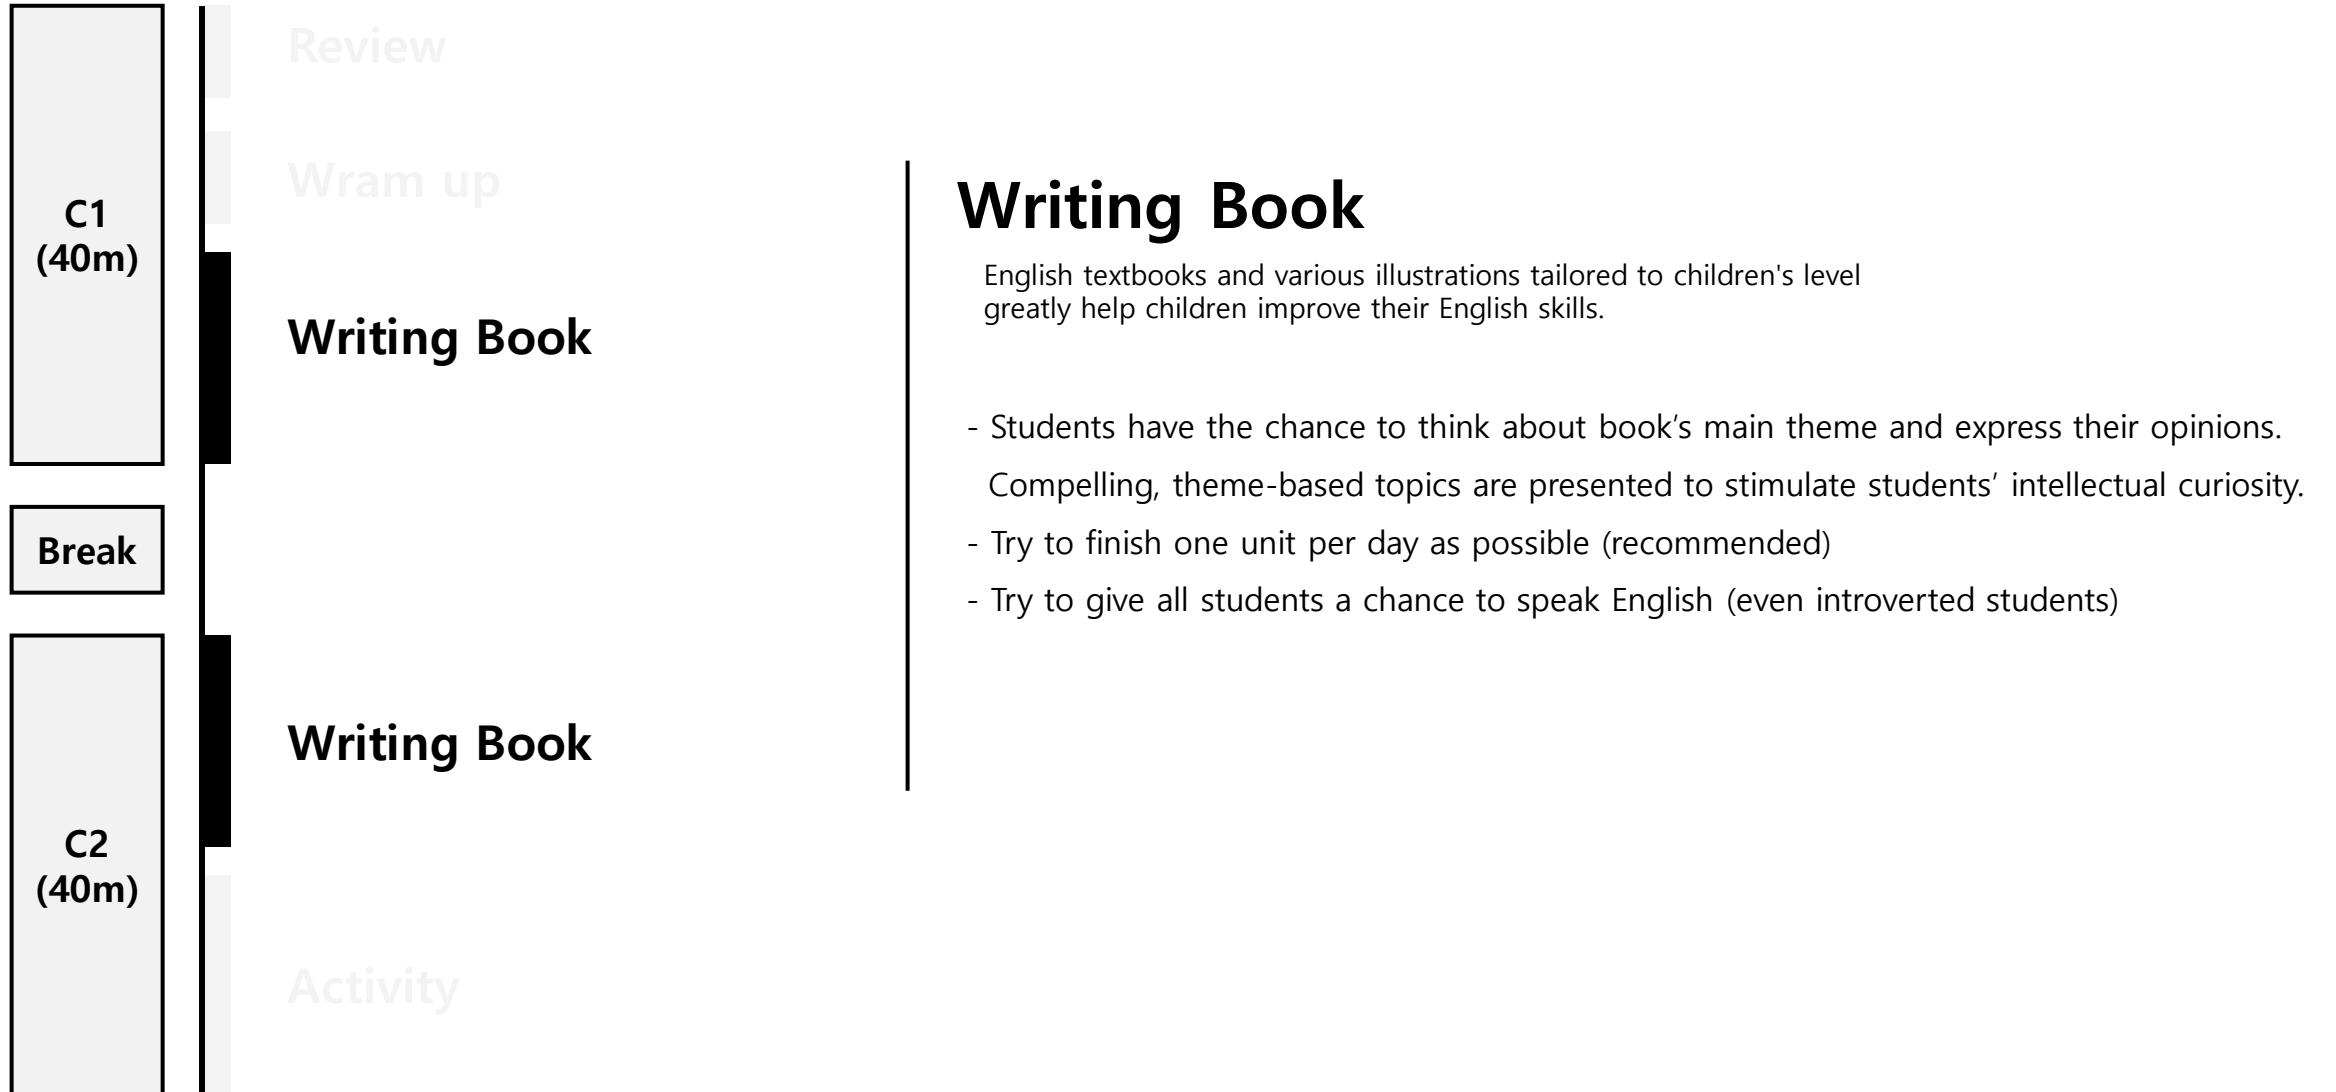 Review
Wram up
C1
(40m)
Writing Book
Break
Writing Book
C2
(40m)
Activity
Writing Book
English textbooks and various illustrations tailored to children's level
greatly help children improve their English skills.
- Students have the chance to think about book’s main theme and express their opinions.
Compelling, theme-based topics are presented to stimulate students’ intellectual curiosity.
- Try to finish one unit per day as possible (recommended)
- Try to give all students a chance to speak English (even introverted students)